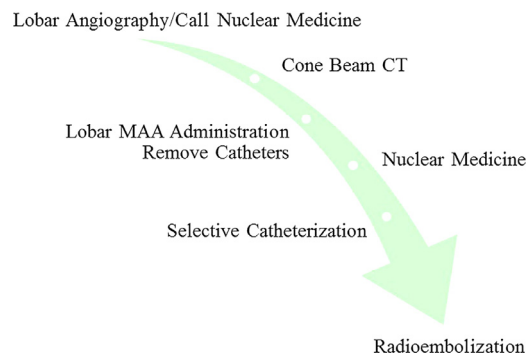 Lobar Angiography/Call Nuclear Medicine
Cone Beam CT
Lobar MAA Administration
Remove Catheters
Nuclear Medicine
Selective Catheterization
Radioembolization